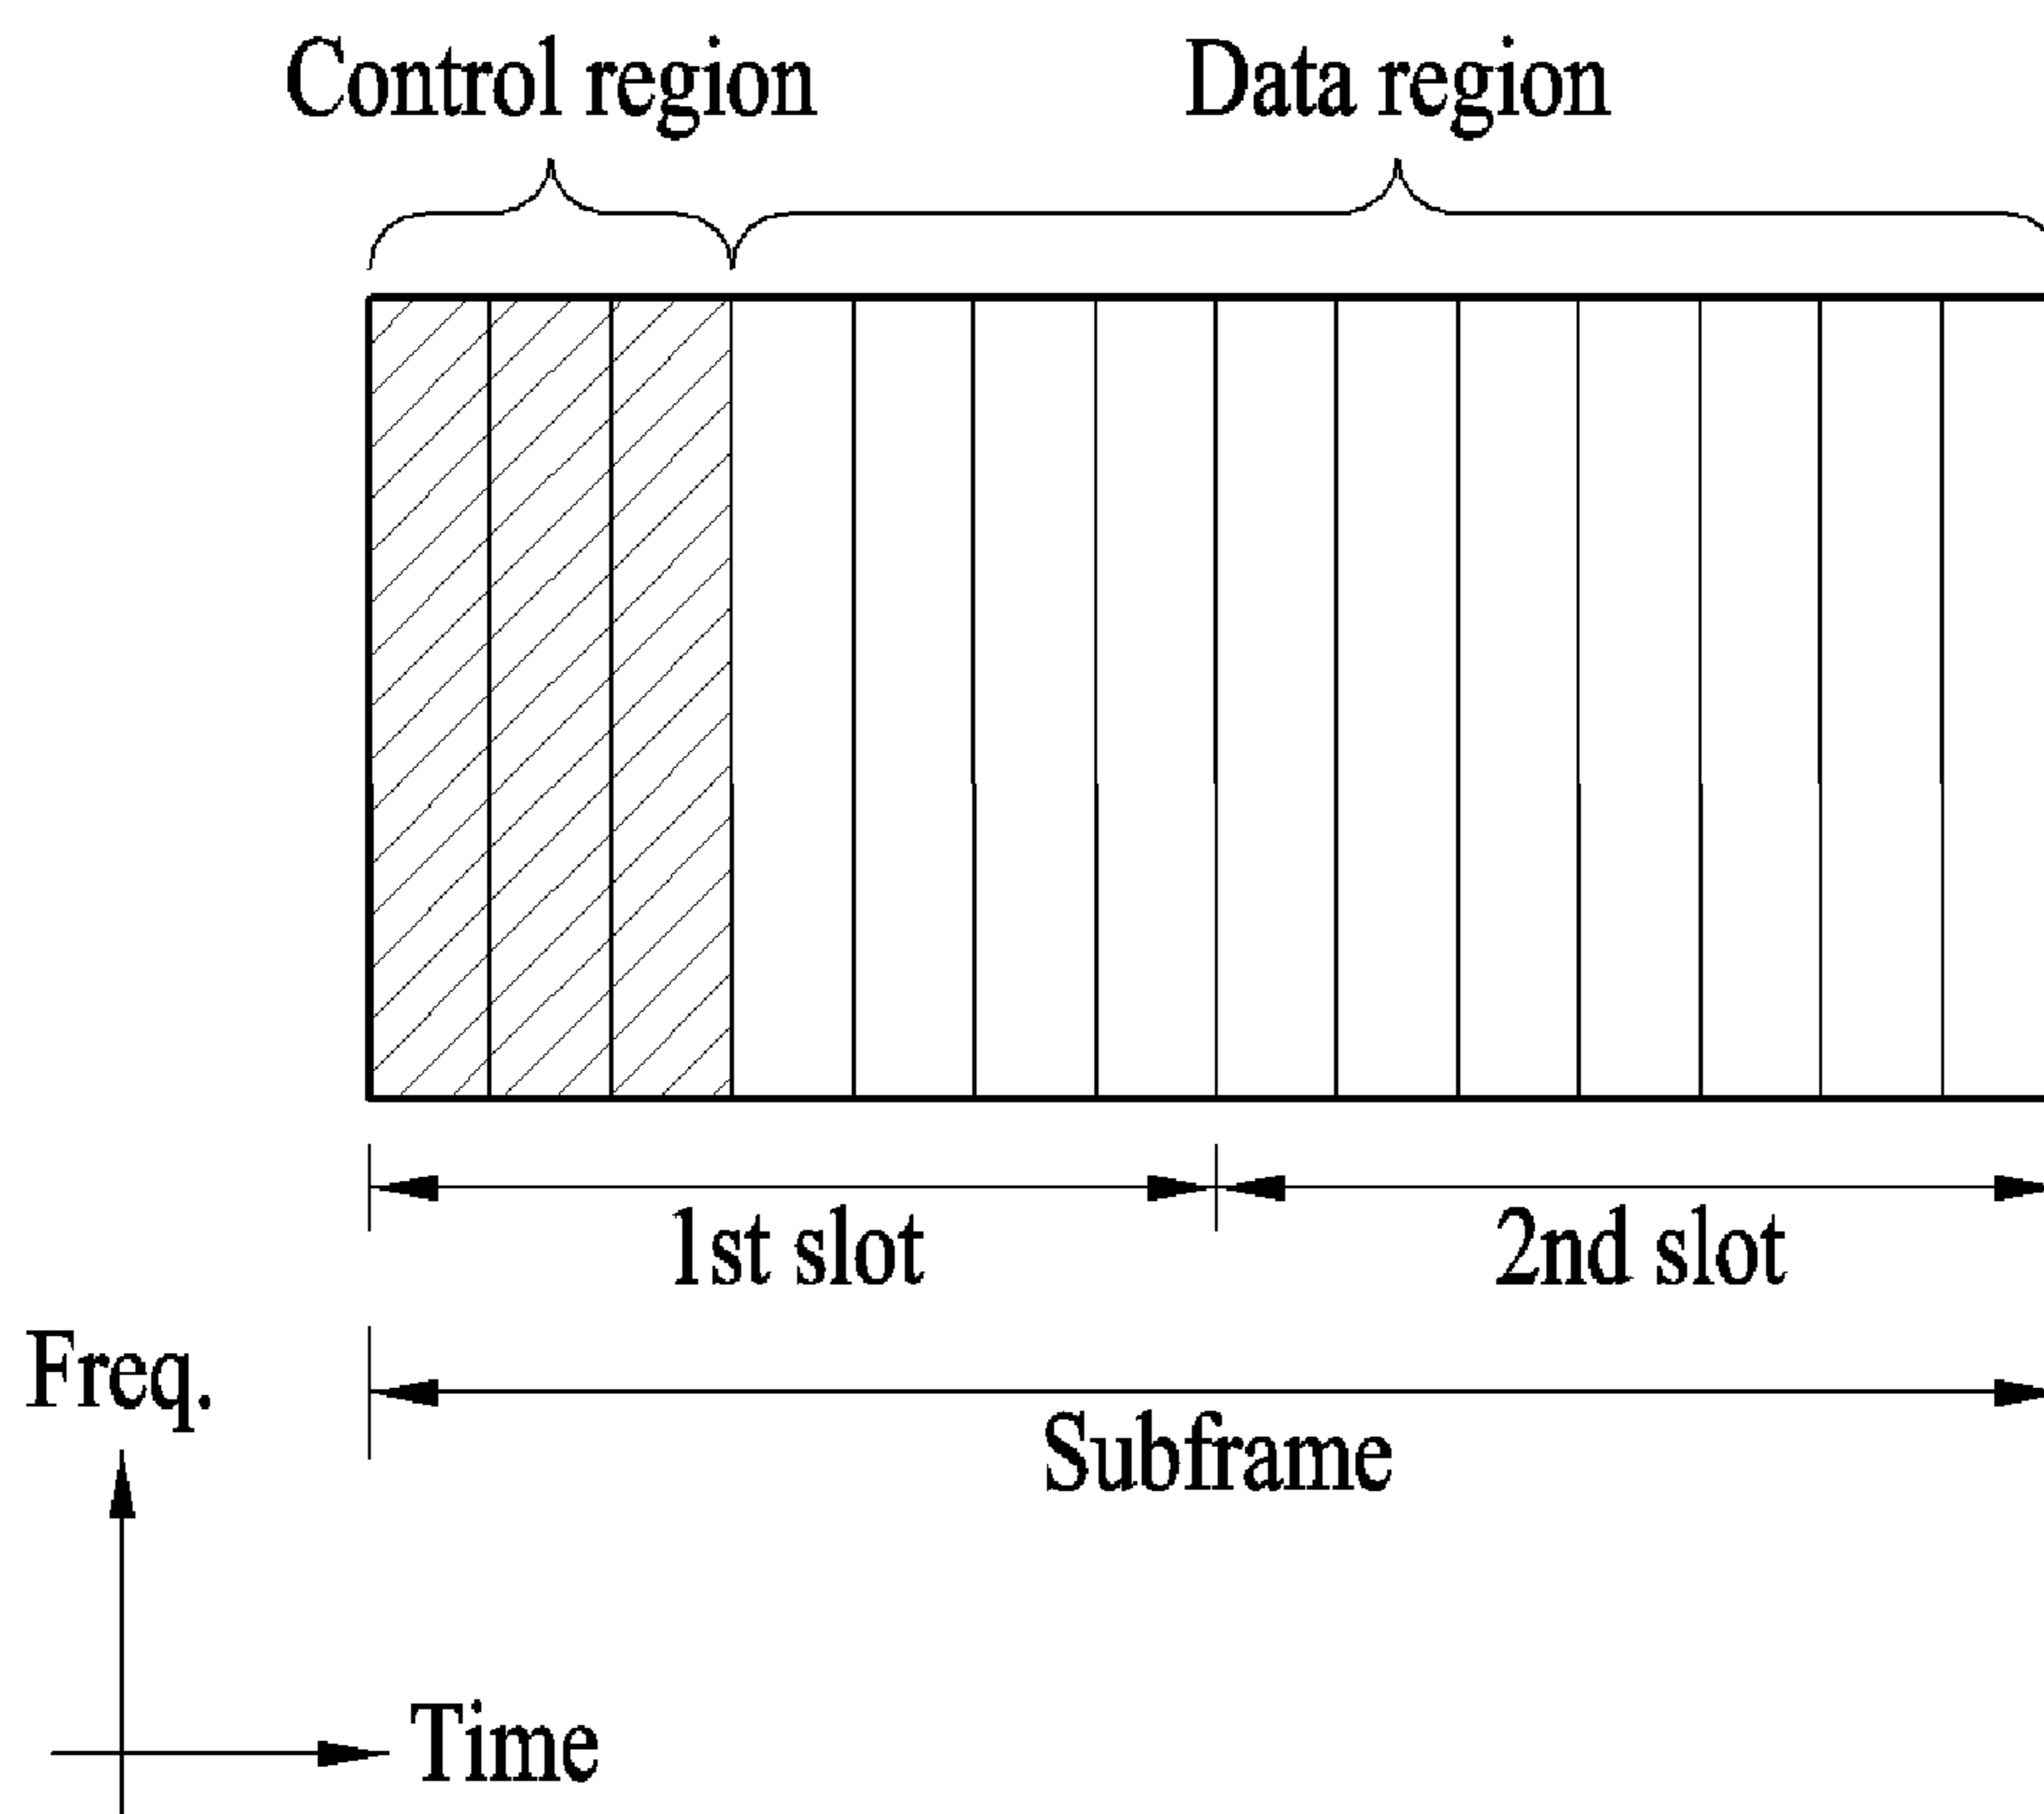 Control region
Data region
1st slot
2nd slot
Subframe
Freq.
Time